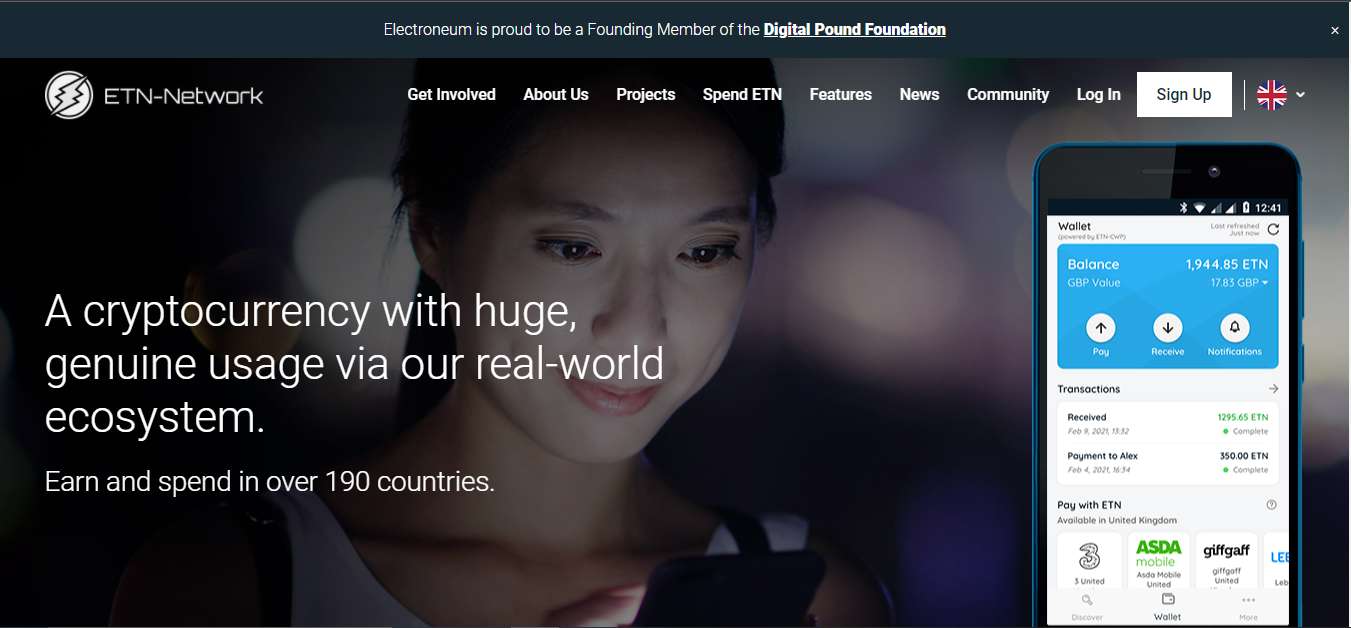 Electroneum is proud to be a Founding Member of the Digital Pound Foundation
×
ETN-Network
Get Involved
About Us
Projects
Spend ETN
Features
News
Community
Log In
Sign Up
A cryptocurrency with huge,
genuine usage via our real-world
ecosystem.
Earn and spend in over 190 countries.
12:41
Wallet
(powered by ETN-CWP)
Last refreshed
Just now
Balance
1,944.85 ETN
GBP Value
17.83 GBP
Pay
Receive
Notifications
Transactions
Received
1295.65 ETN
Feb 9, 2021, 13:32
Complete
Payment to Alex
350.00 ETN
Feb 4, 2021, 16:34
Complete
Pay with ETN
Available in United Kingdom
3
ASDA
mobile
giffgaff
LEB
3 United
Asda Mobile
United
giffgaff
United
Leb
Discover
Wallet
More